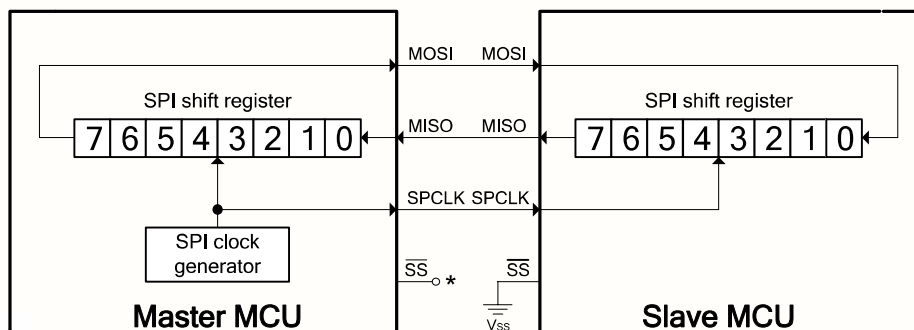 MOSI MOSI
SPI shift register SPI shift register
7 6 5 4 3 2 1 0 MISO MISO 7 6 5 4 3 2 1 0
SPCLK SPCLK
SPI clock
generator
SS * SS
Vss
Master MCU Slave MCU